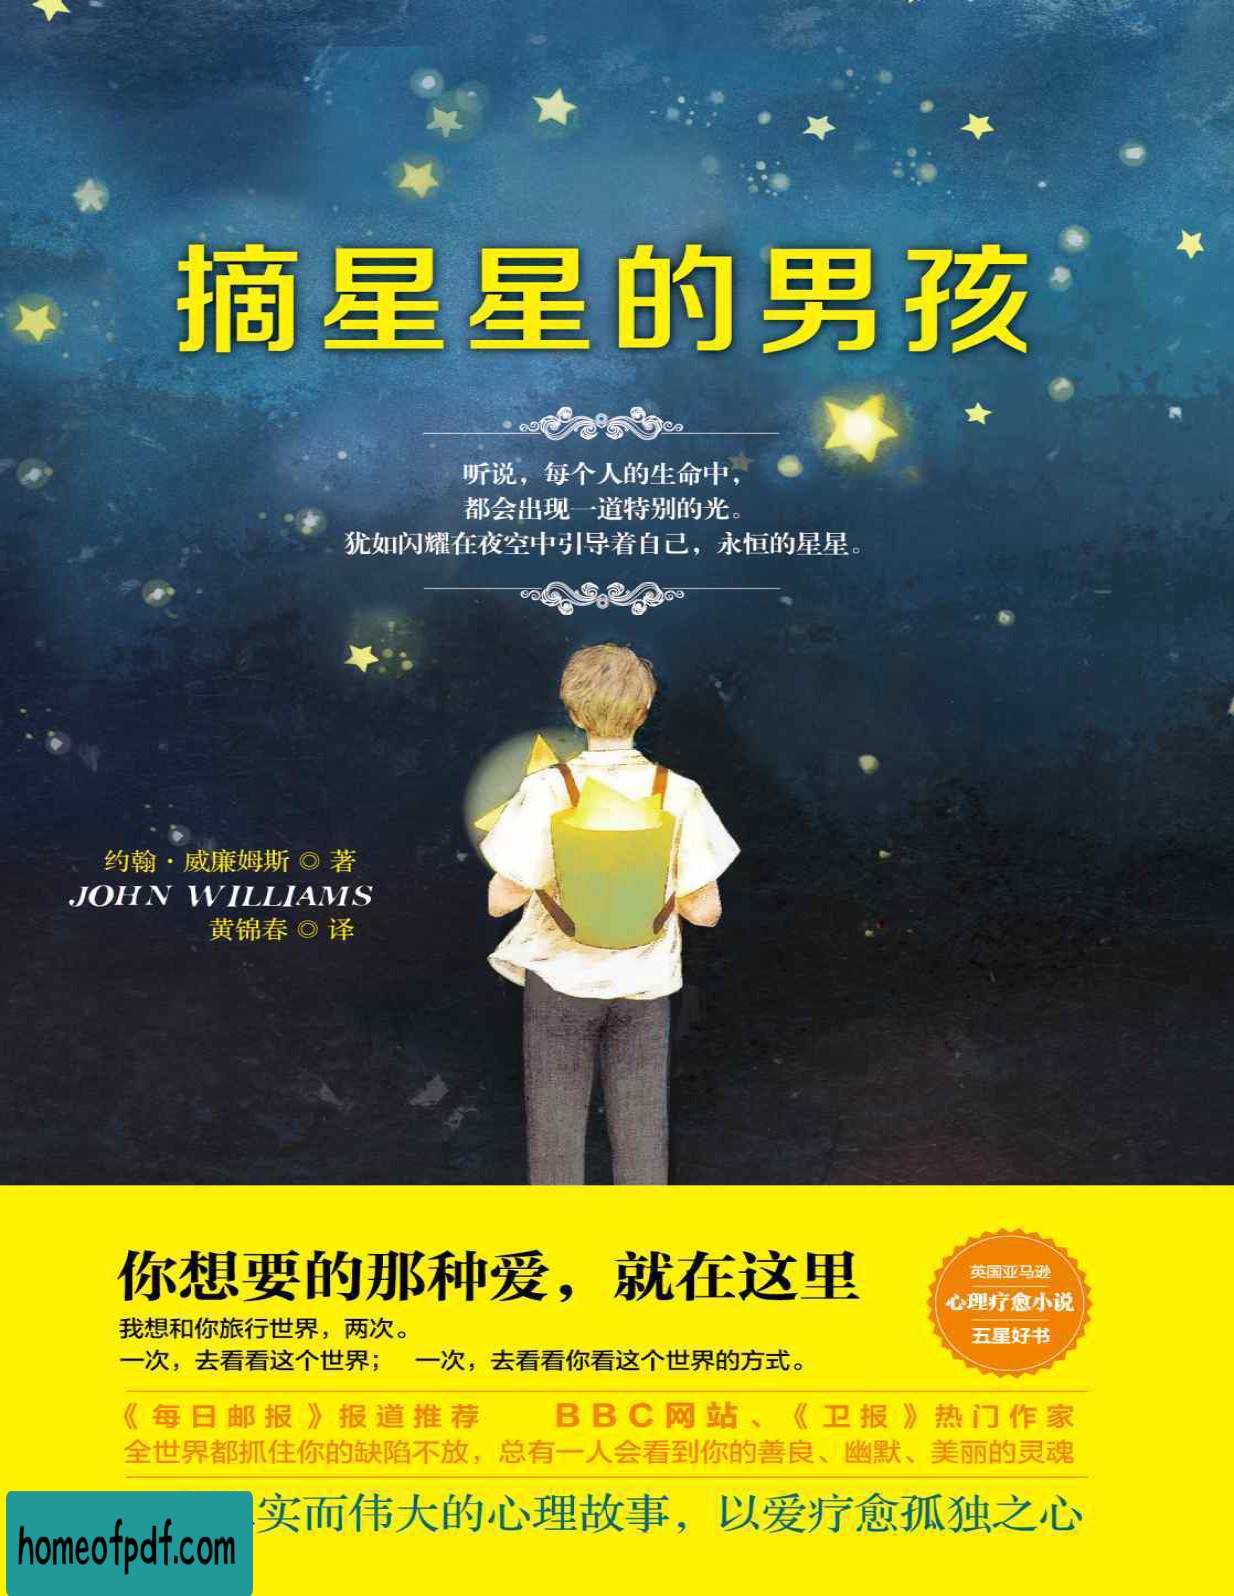 摘星星的男孩
听说，每个人的生命中，
都会出现一道特别的光。
犹如闪耀在夜空中引导着自己，永恒的星星。
约翰·威廉姆斯◎著
JOHN WILLIAMS
黄锦春◎译
你想要的那种爱，就在这里
我想和你旅行世界，两次。
一次，去看看这个世界； 一次，去看看你看这个世界的方式。
英国亚马逊
心理疗愈小说
五星好书
《每日邮报》报道推荐 BBC网站、《卫报》热门作家
全世界都抓住你的缺陷不放，总有一人会看到你的善良、幽默、美丽的灵魂
实而伟大的心理故事，以爱疗愈孤独之心
homeofpdf.com